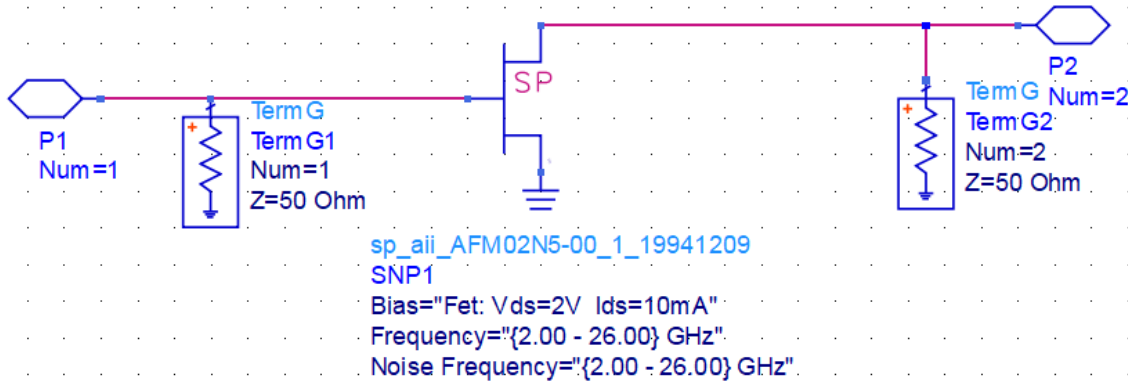 SP
P1
Num=1
TermG
TermG1
Num=1
Z=50 Ohm
P2
Num=2
TermG
TermG2
Num=2
Z=50 Ohm
sp_aii_AFM02N5-00_1_19941209
SNP1
Bias="Fet: Vds=2V Ids=10mA"
Frequency="{2.00 - 26.00} GHz"
Noise Frequency="{2.00 - 26.00} GHz"